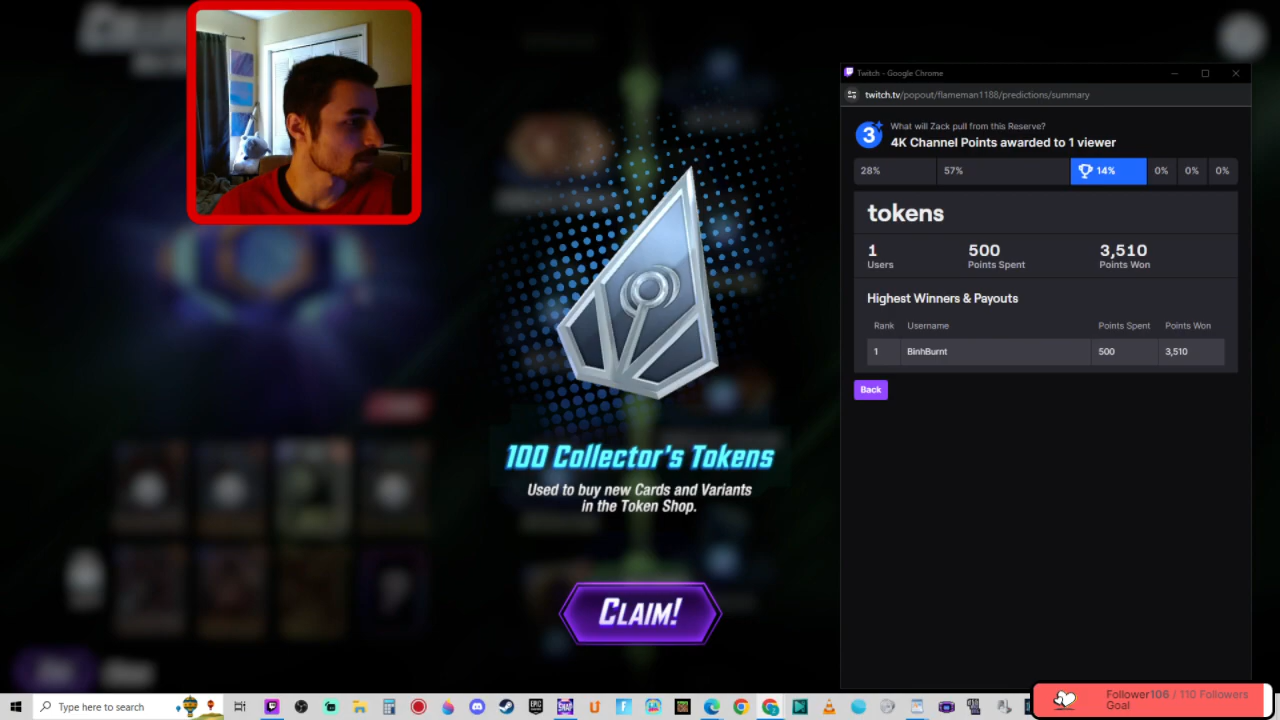 Twitch - Google Chrome
twitch.tv/popout/flameman1188/predictions/summary
3
What will Zack pull from this Reserve?
4K Channel Points awarded to 1 viewer
28% 57% 14% 0% 0% 0%
tokens
1 500 3,510
Users Points Spent Points Won
Highest Winners & Payouts
Rank Username Points Spent Points Won
1 BinhBurnt 500 3,510
Back
100 Collector's Tokens
Used to buy new Cards and Variants
in the Token Shop.
Claim!
Type here to search
Follower 106 / 110 Followers
Goal